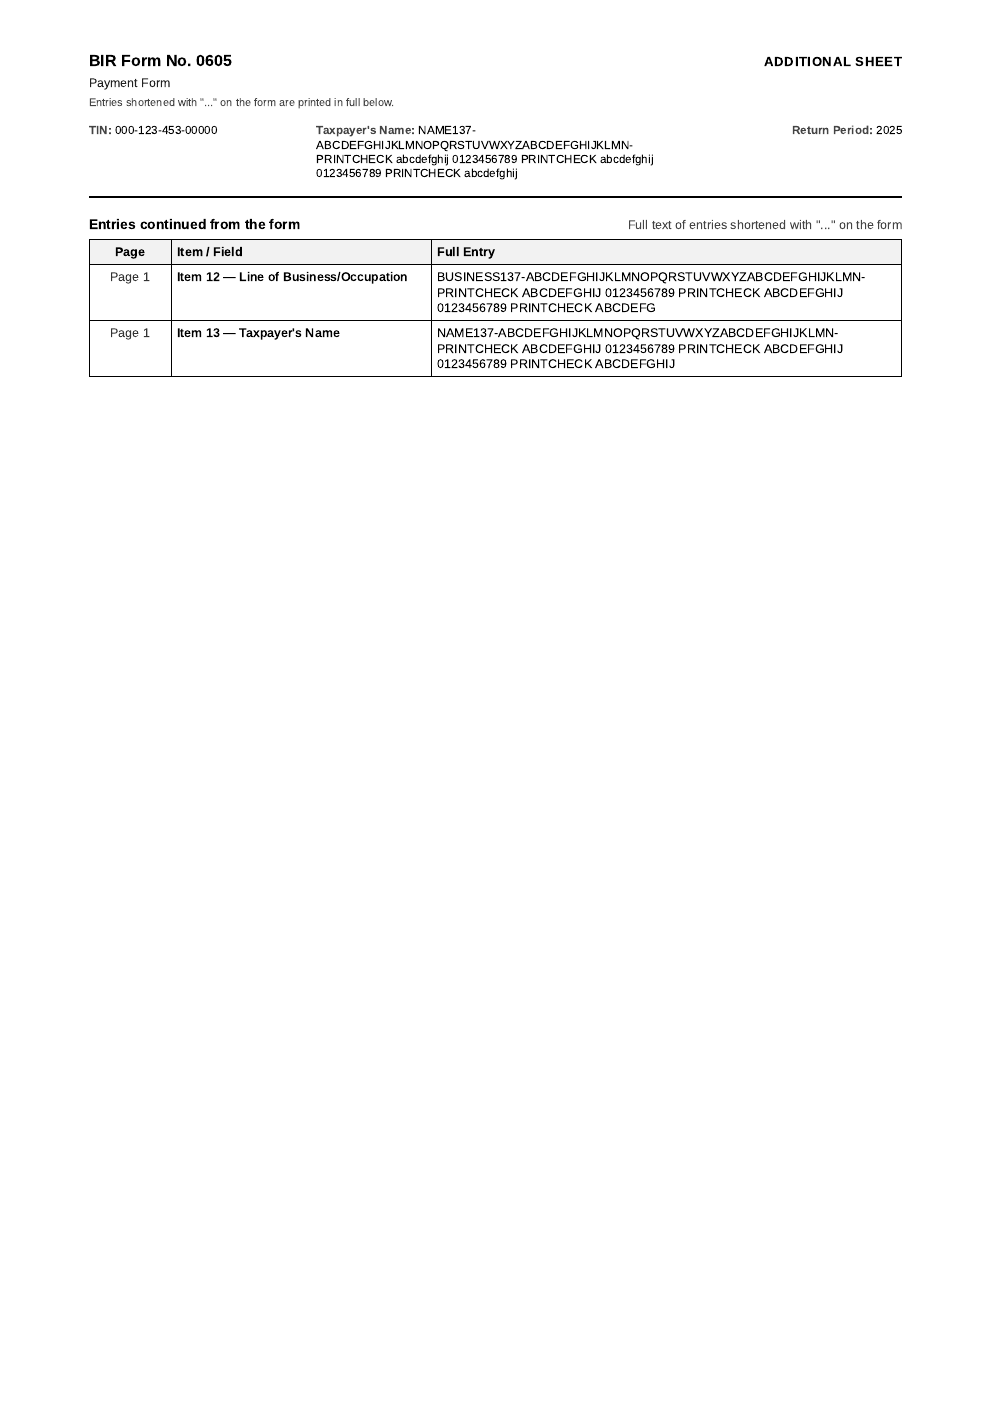 BIR Form No. 0605
ADDITIONAL SHEET
Payment Form
Entries shortened with "..." on the form are printed in full below.
TIN: 000-123-453-00000
Taxpayer's Name: NAME137-
ABCDEFGHIJKLMNOPQRSTUVWXYZABCDEFGHIJKLMN-
PRINTCHECK abcdefghij 0123456789 PRINTCHECK abcdefghij
0123456789 PRINTCHECK abcdefghij
Return Period: 2025
Entries continued from the form
Full text of entries shortened with "..." on the form
Page
Item / Field
Full Entry
Page 1
Item 12 — Line of Business/Occupation
BUSINESS137-ABCDEFGHIJKLMNOPQRSTUVWXYZABCDEFGHIJKLMN-
PRINTCHECK ABCDEFGHIJ 0123456789 PRINTCHECK ABCDEFGHIJ
0123456789 PRINTCHECK ABCDEFG
Page 1
Item 13 — Taxpayer's Name
NAME137-ABCDEFGHIJKLMNOPQRSTUVWXYZABCDEFGHIJKLMN-
PRINTCHECK ABCDEFGHIJ 0123456789 PRINTCHECK ABCDEFGHIJ
0123456789 PRINTCHECK ABCDEFGHIJ